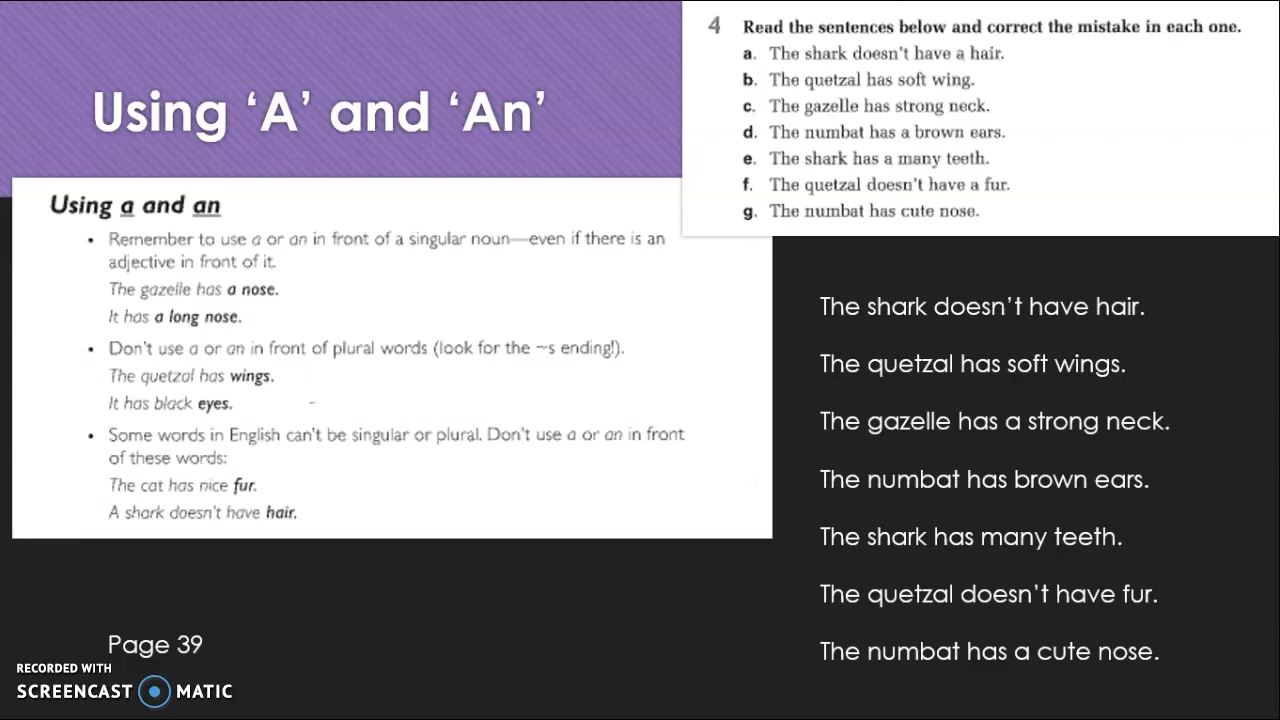 Using ‘A’ and ‘An’
4 Read the sentences below and correct the mistake in each one.
a. The shark doesn't have a hair.
b. The quetzal has soft wing.
c. The gazelle has strong neck.
d. The numbat has a brown ears.
e. The shark has a many teeth.
f. The quetzal doesn't have a fur.
g. The numbat has cute nose.
Using a and an
• Remember to use a or an in front of a singular noun—even if there is an
adjective in front of it.
The gazelle has a nose.
It has a long nose.
• Don't use a or an in front of plural words (look for the ~s ending!).
The quetzal has wings.
It has black eyes.
• Some words in English can't be singular or plural. Don't use a or an in front
of these words:
The cat has nice fur.
A shark doesn't have hair.
The shark doesn’t have hair.
The quetzal has soft wings.
The gazelle has a strong neck.
The numbat has brown ears.
The shark has many teeth.
The quetzal doesn’t have fur.
The numbat has a cute nose.
Page 39
RECORDED WITH
SCREENCAST MATIC